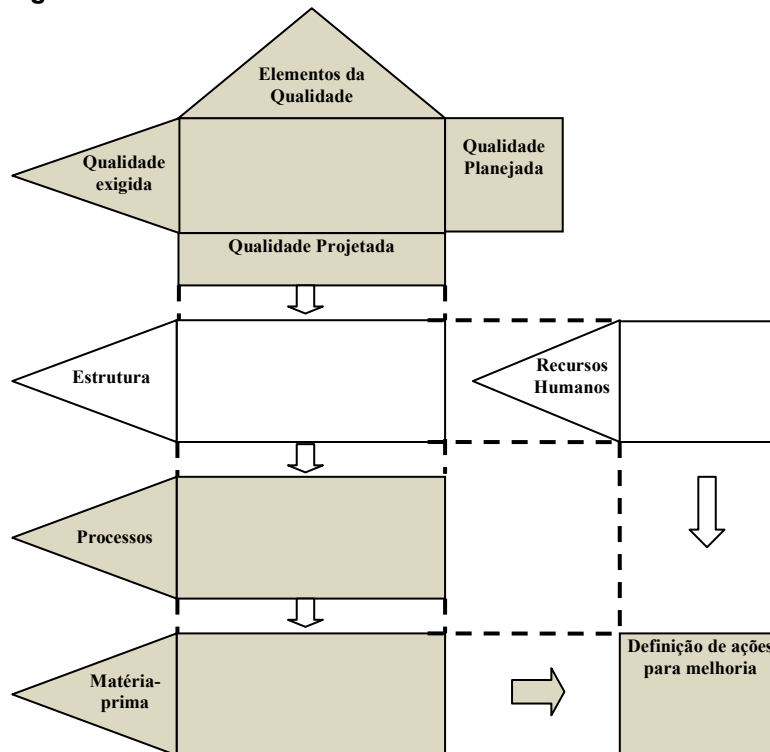 Elementos da
Qualidade
Qualidade
exigida
Qualidade
Planejada
Qualidade Projetada
Estrutura
Recursos
Humanos
Processos
Matéria-
prima
Definição de ações
para melhoria